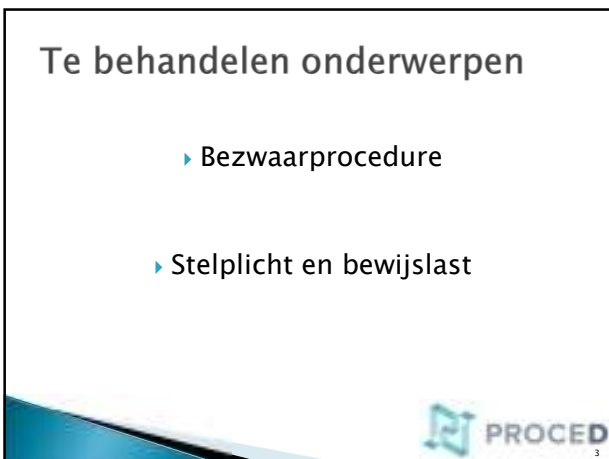 Te behandelen onderwerpen
Bezwaarprocedure
Stelplicht en bewijslast
PROCED
3